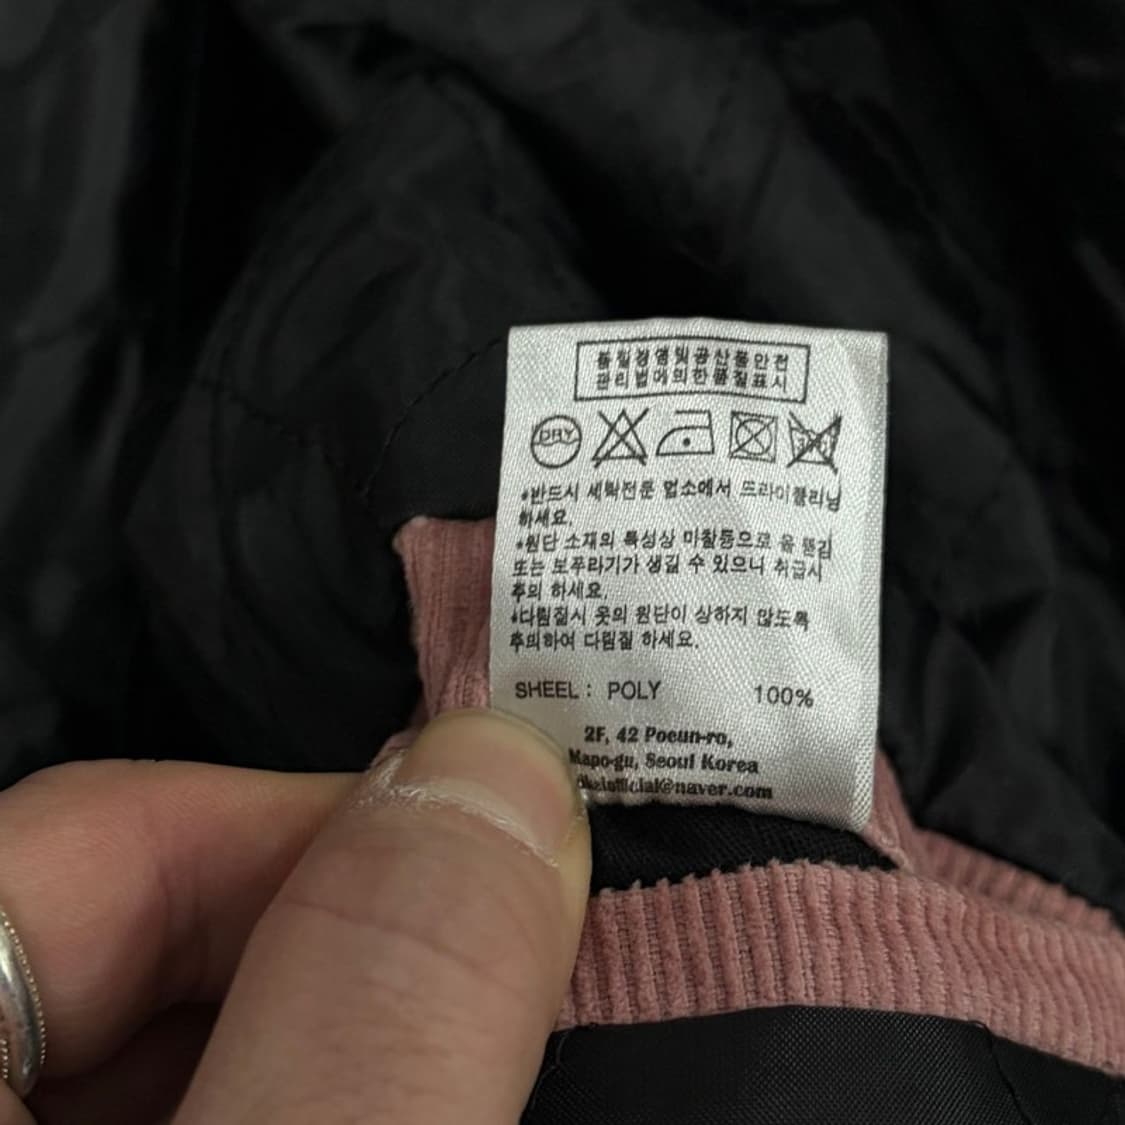 품질경영및공산품안전
관리법에의한품질표시
DRY
*반드시 세탁전문 업소에서 드라이클리닝
하세요.
*원단 소재의 특성상 마찰등으로 올 뜯김
또는 보푸라기가 생길 수 있으니 취급시
주의 하세요.
*다림질시 옷의 원단이 상하지 않도록
주의하여 다림질 하세요.
SHEEL : POLY 100%
2F, 42 Poeun-ro,
Mapo-gu, Seoul Korea
@naver.com